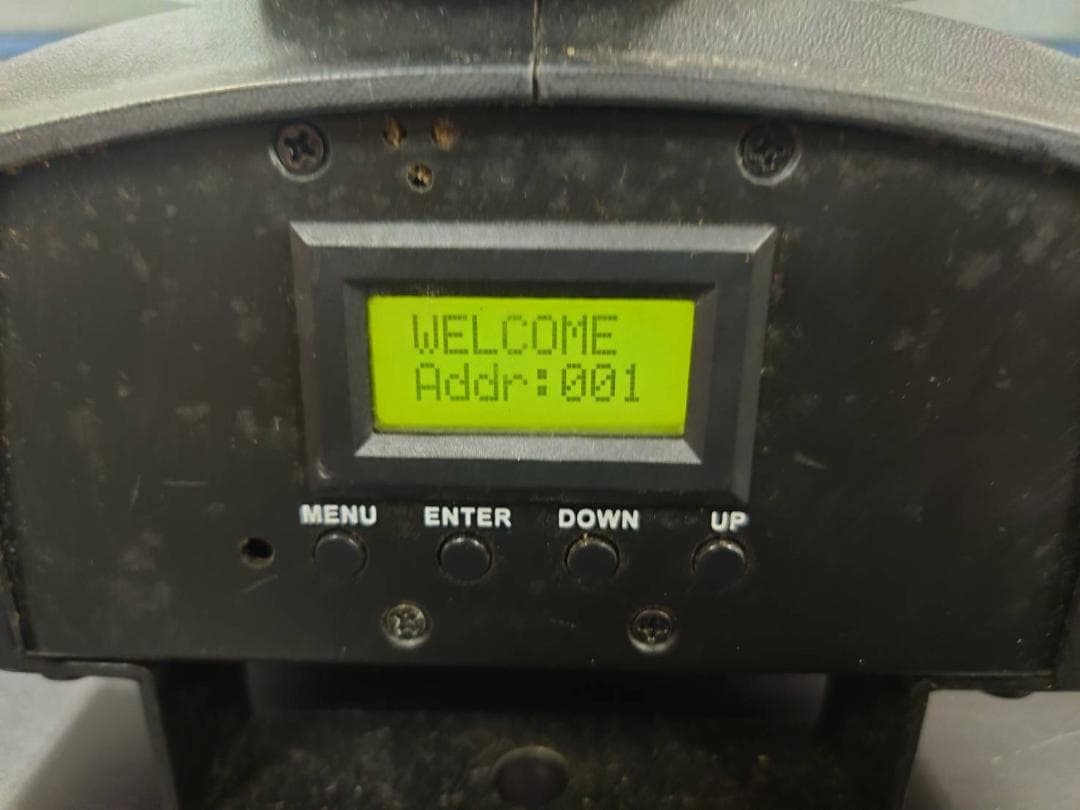 WELCOME
Addr:001
MENU ENTER DOWN UP